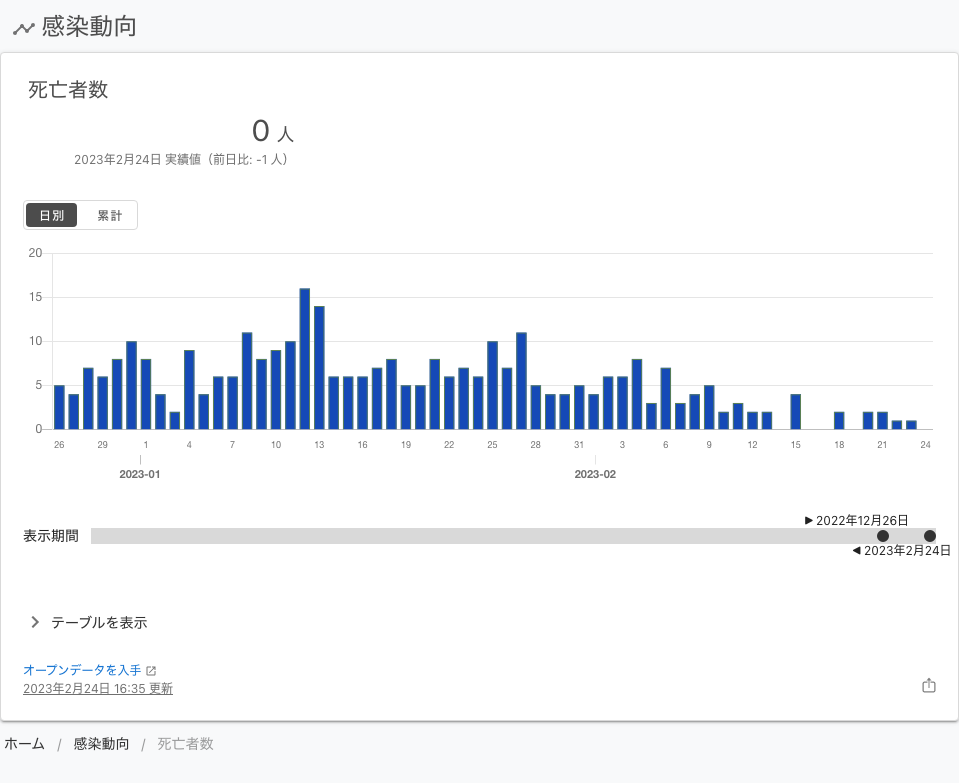 感染動向
死亡者数
0 人
2023年2月24日 実績値（前日比: -1 人）
日別 累計
20
15
10
5
0
26 29 1 4 7 10 13 16 19 22 25 28 31 3 6 9 12 15 18 21 24
2023-01 2023-02
▶ 2022年12月26日
表示期間
◀ 2023年2月24日
テーブルを表示
オープンデータを入手
2023年2月24日 16:35 更新
ホーム / 感染動向 / 死亡者数